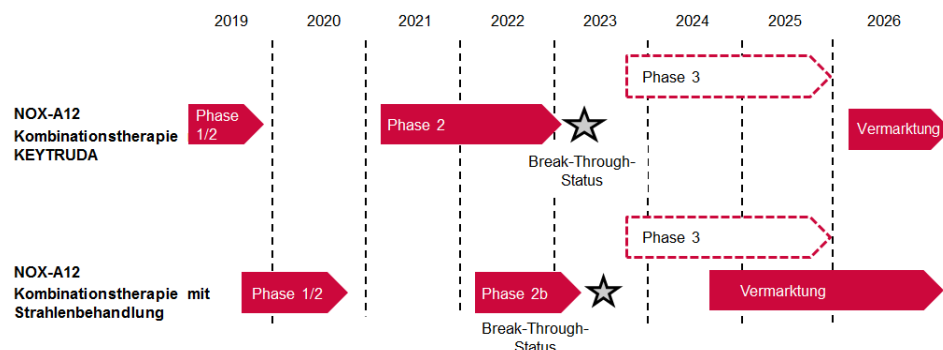 2019 2020 2021 2022 2023 2024 2025 2026
Phase 3
NOX-A12
Kombinationstherapie
KEYTRUDA
Phase
1/2
Phase 2
Vermarktung
Break-Through-
Status
Phase 3
NOX-A12
Kombinationstherapie mit
Strahlenbehandlung
Phase 1/2
Phase 2b
Vermarktung
Break-Through-
Status